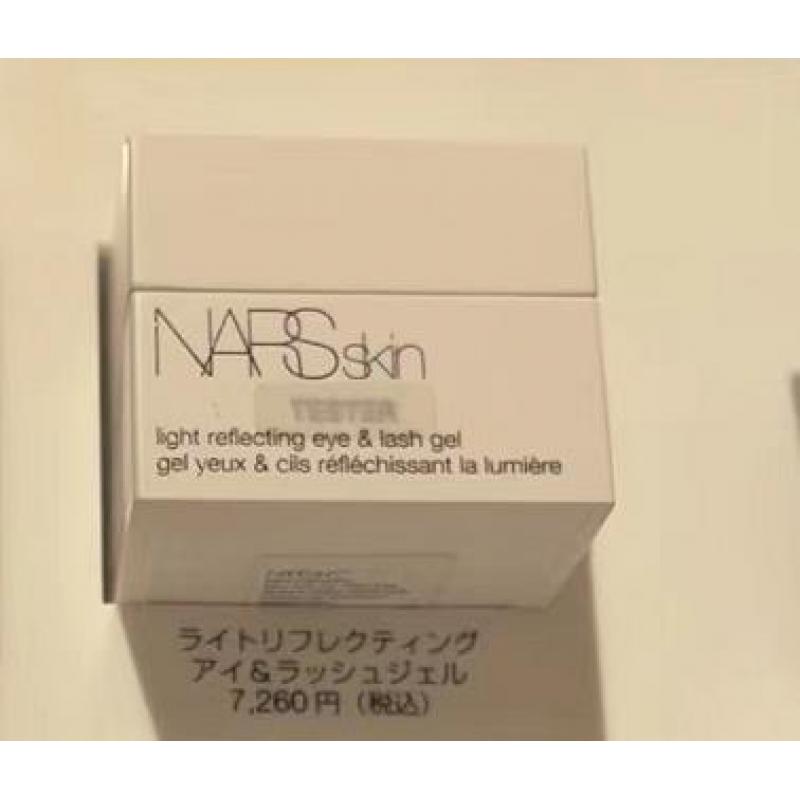 NARSskin
TESTER
light reflecting eye & lash gel
gel yeux & cils réfléchissant la lumière
ライトリフレクティング
アイ&ラッシュジェル
7,260円（税込）